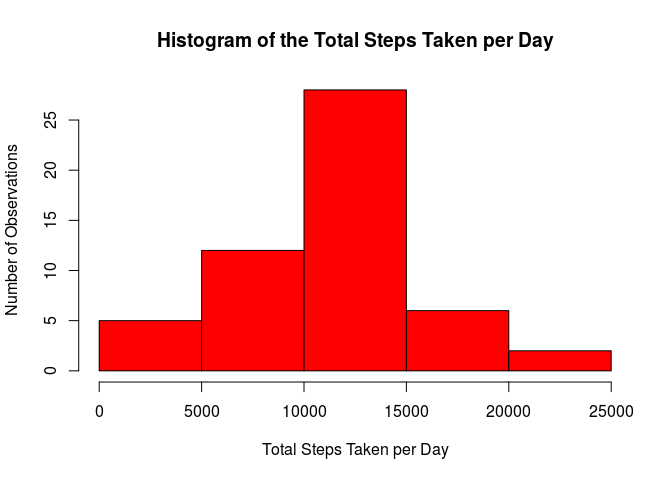 Histogram of the Total Steps Taken per Day
Number of Observations
25
20
15
10
5
0
0 5000 10000 15000 20000 25000
Total Steps Taken per Day